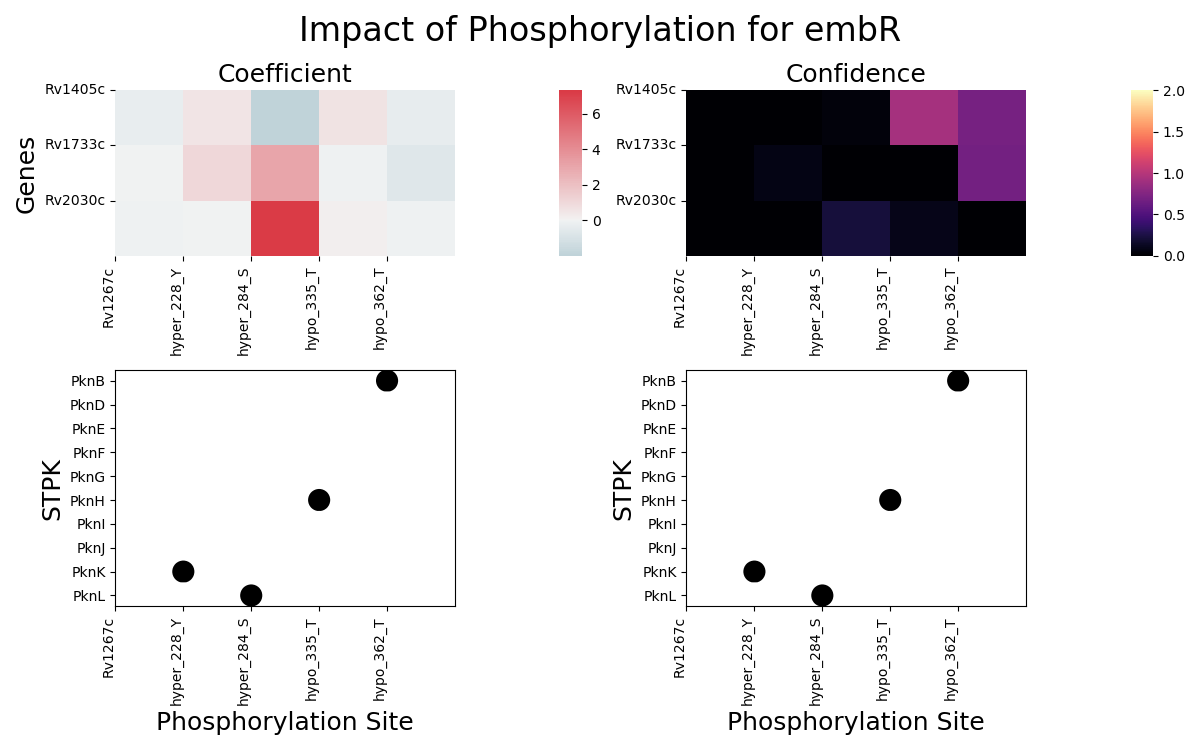 Impact of Phosphorylation for embR
Coefficient
Genes
Rv1405c
Rv1733c
Rv2030c
Rv1267c
hyper_228_Y
hyper_284_S
hypo_335_T
hypo_362_T
6
4
2
0
Confidence
Rv1405c
Rv1733c
Rv2030c
Rv1267c
hyper_228_Y
hyper_284_S
hypo_335_T
hypo_362_T
2.0
1.5
1.0
0.5
0.0
STPK
PknB
PknD
PknE
PknF
PknG
PknH
PknI
PknJ
PknK
PknL
Rv1267c
hyper_228_Y
hyper_284_S
hypo_335_T
hypo_362_T
Phosphorylation Site
STPK
PknB
PknD
PknE
PknF
PknG
PknH
PknI
PknJ
PknK
PknL
Rv1267c
hyper_228_Y
hyper_284_S
hypo_335_T
hypo_362_T
Phosphorylation Site